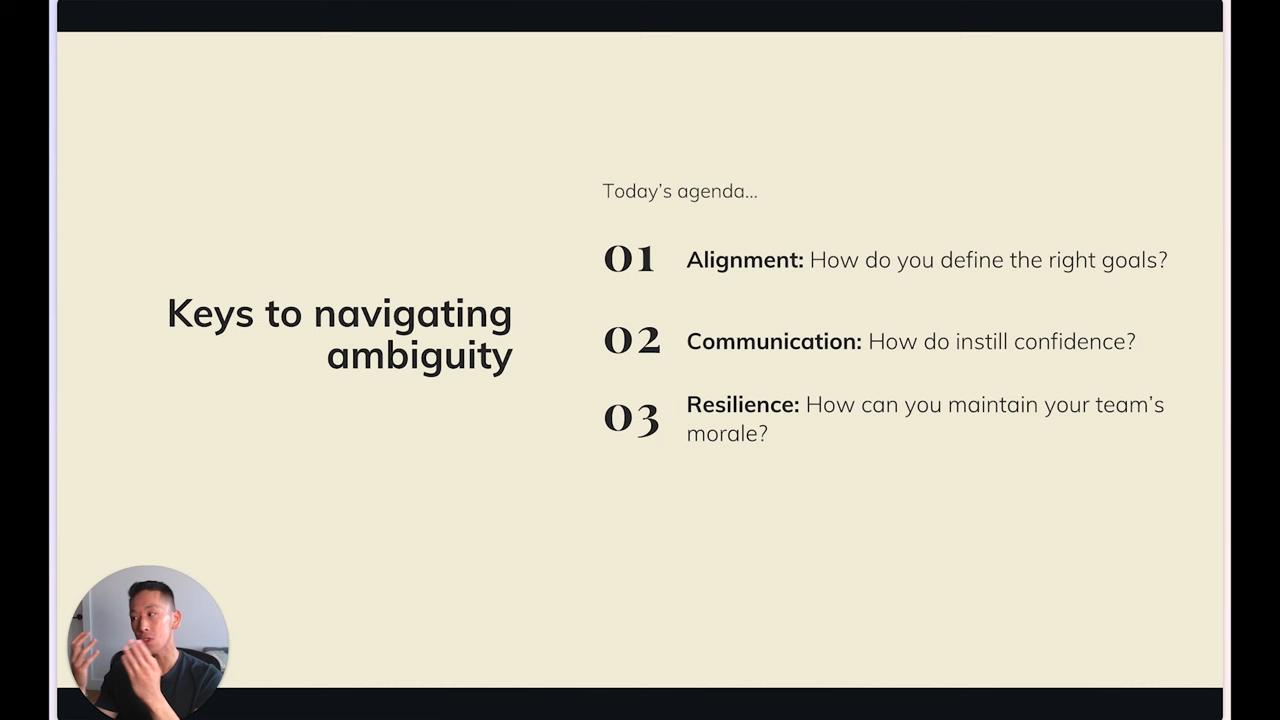 Keys to navigating
ambiguity
Today's agenda...
01 Alignment: How do you define the right goals?
02 Communication: How do instill confidence?
03 Resilience: How can you maintain your team's
morale?